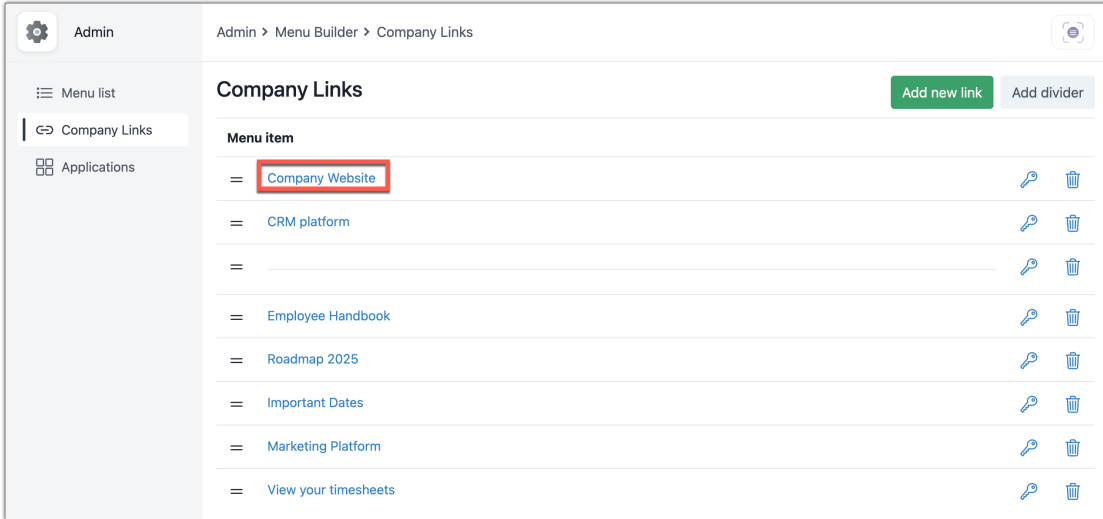 Admin
Admin > Menu Builder > Company Links
Menu list
Company Links
Applications
Company Links
Add new link
Add divider
Menu item
Company Website
CRM platform
Employee Handbook
Roadmap 2025
Important Dates
Marketing Platform
View your timesheets